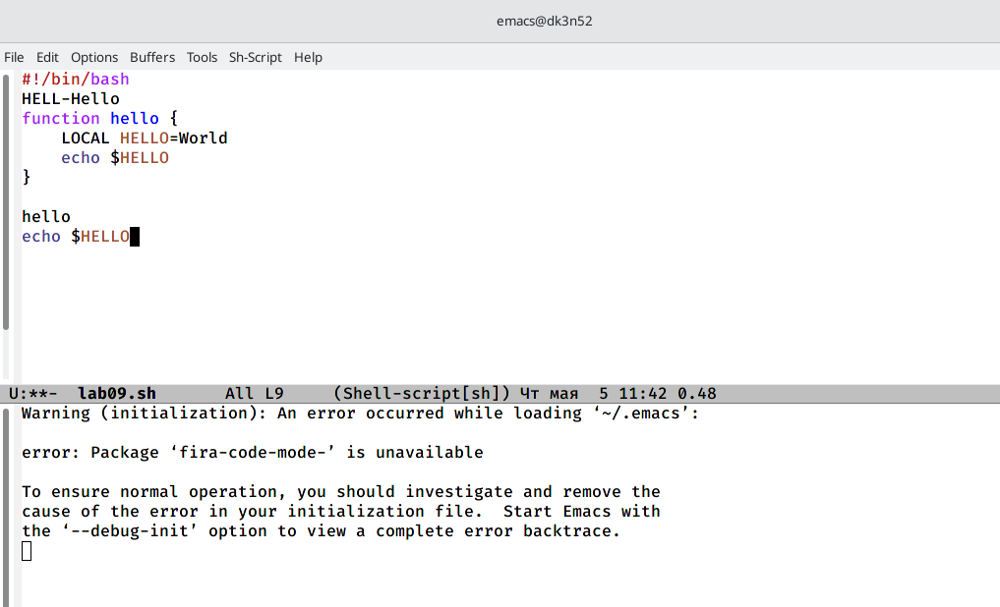 emacs@dk3n52
File Edit Options Buffers Tools Sh-Script Help
#!/bin/bash
HELL-Hello
function hello {
    LOCAL HELLO=World
    echo $HELLO
}
hello
echo $HELLO
U:**-  lab09.sh       All L9     (Shell-script[sh]) Чт мая  5 11:42 0.48
Warning (initialization): An error occurred while loading ‘~/.emacs’:
error: Package ‘fira-code-mode-’ is unavailable
To ensure normal operation, you should investigate and remove the
cause of the error in your initialization file.  Start Emacs with
the ‘--debug-init’ option to view a complete error backtrace.